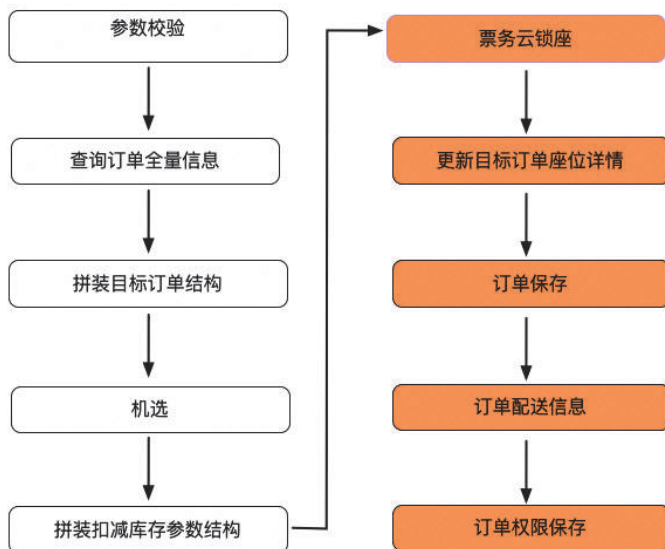 参数校验
查询订单全量信息
拼装目标订单结构
机选
拼装扣减库存参数结构
票务云锁座
更新目标订单座位详情
订单保存
订单配送信息
订单权限保存